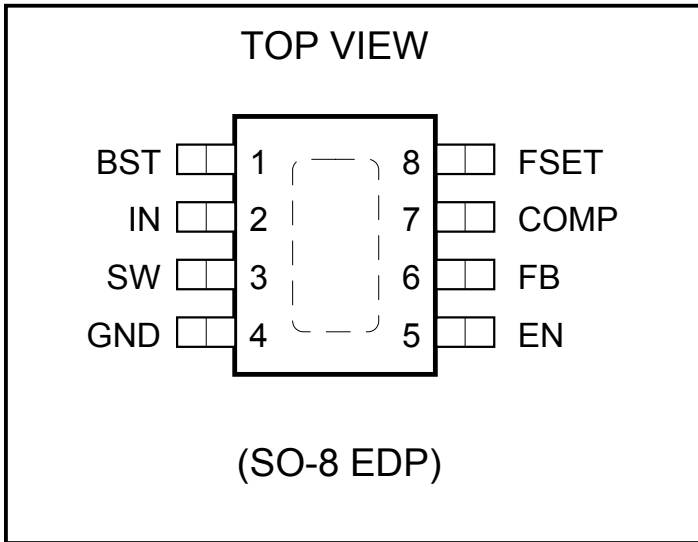 TOP VIEW
BST 1 8 FSET
IN 2 7 COMP
SW 3 6 FB
GND 4 5 EN
(SO-8 EDP)